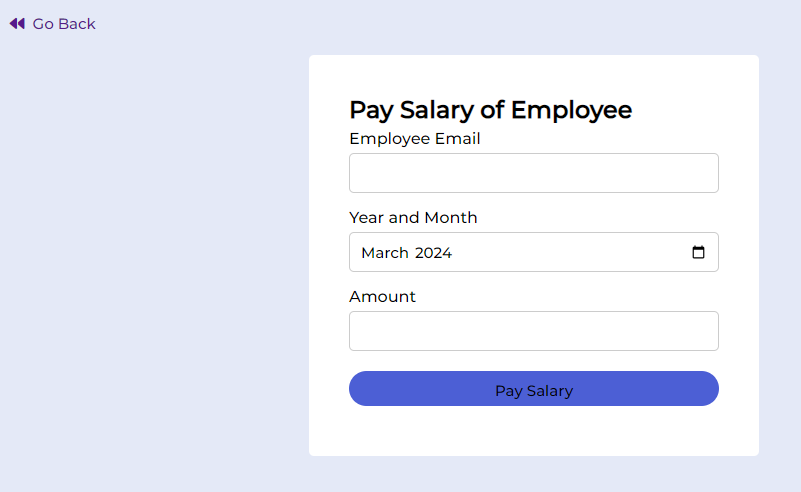 Go Back
Pay Salary of Employee
Employee Email
Year and Month
March 2024
Amount
Pay Salary